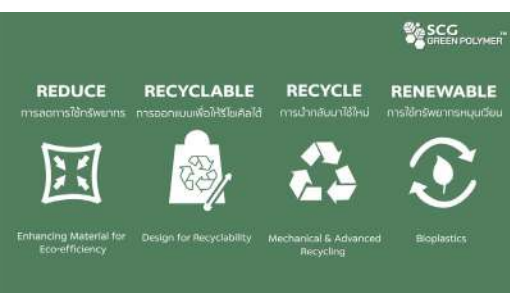 SCG
GREEN POLYMER™
REDUCE
การลดการใช้ทรัพยากร
Enhancing Material for
Eco-efficiency
RECYCLABLE
การออกแบบเพื่อให้รีไซเคิลได้
Design for Recyclability
RECYCLE
การนำกลับมาใช้ใหม่
Mechanical & Advanced
Recycling
RENEWABLE
การใช้ทรัพยากรหมุนเวียน
Bioplastics